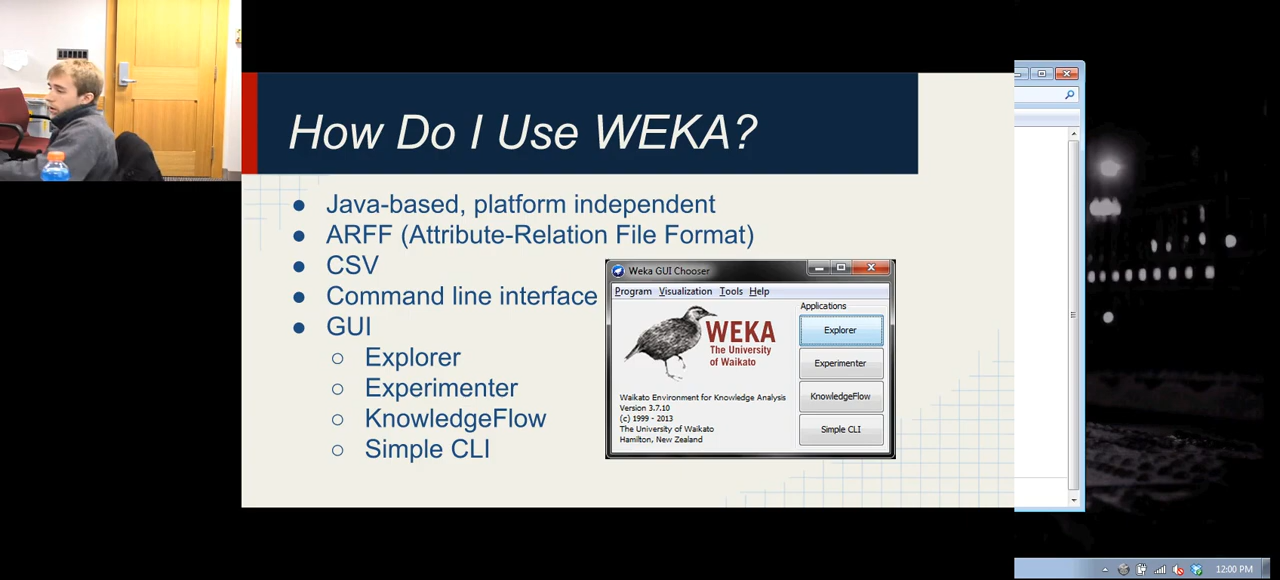 How Do I Use WEKA?
Java-based, platform independent
ARFF (Attribute-Relation File Format)
CSV
Command line interface
GUI
Explorer
Experimenter
KnowledgeFlow
Simple CLI
Weka GUI Chooser
Program Visualization Tools Help
WEKA
The University
of Waikato
Waikato Environment for Knowledge Analysis
Version 3.7.10
(c) 1999 - 2013
The University of Waikato
Hamilton, New Zealand
Applications
Explorer
Experimenter
KnowledgeFlow
Simple CLI
12:00 PM